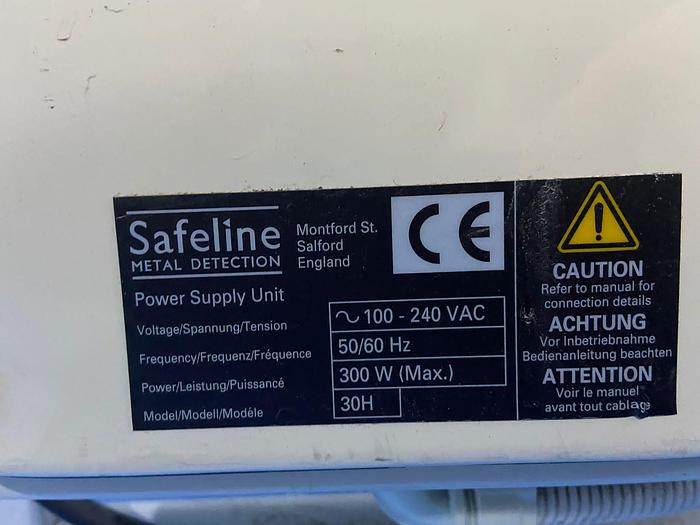 Safeline
METAL DETECTION
Montford St.
Salford
England
CE
Power Supply Unit
Voltage/Spannung/Tension
~ 100 - 240 VAC
Frequency/Frequenz/Fréquence
50/60 Hz
Power/Leistung/Puissancé
300 W (Max.)
Model/Modell/Modéle
30H
CAUTION
Refer to manual for
connection details
ACHTUNG
Vor Inbetriebnahme
Bedienanleitung beachten
ATTENTION
Voir le manuel
avant tout cablage